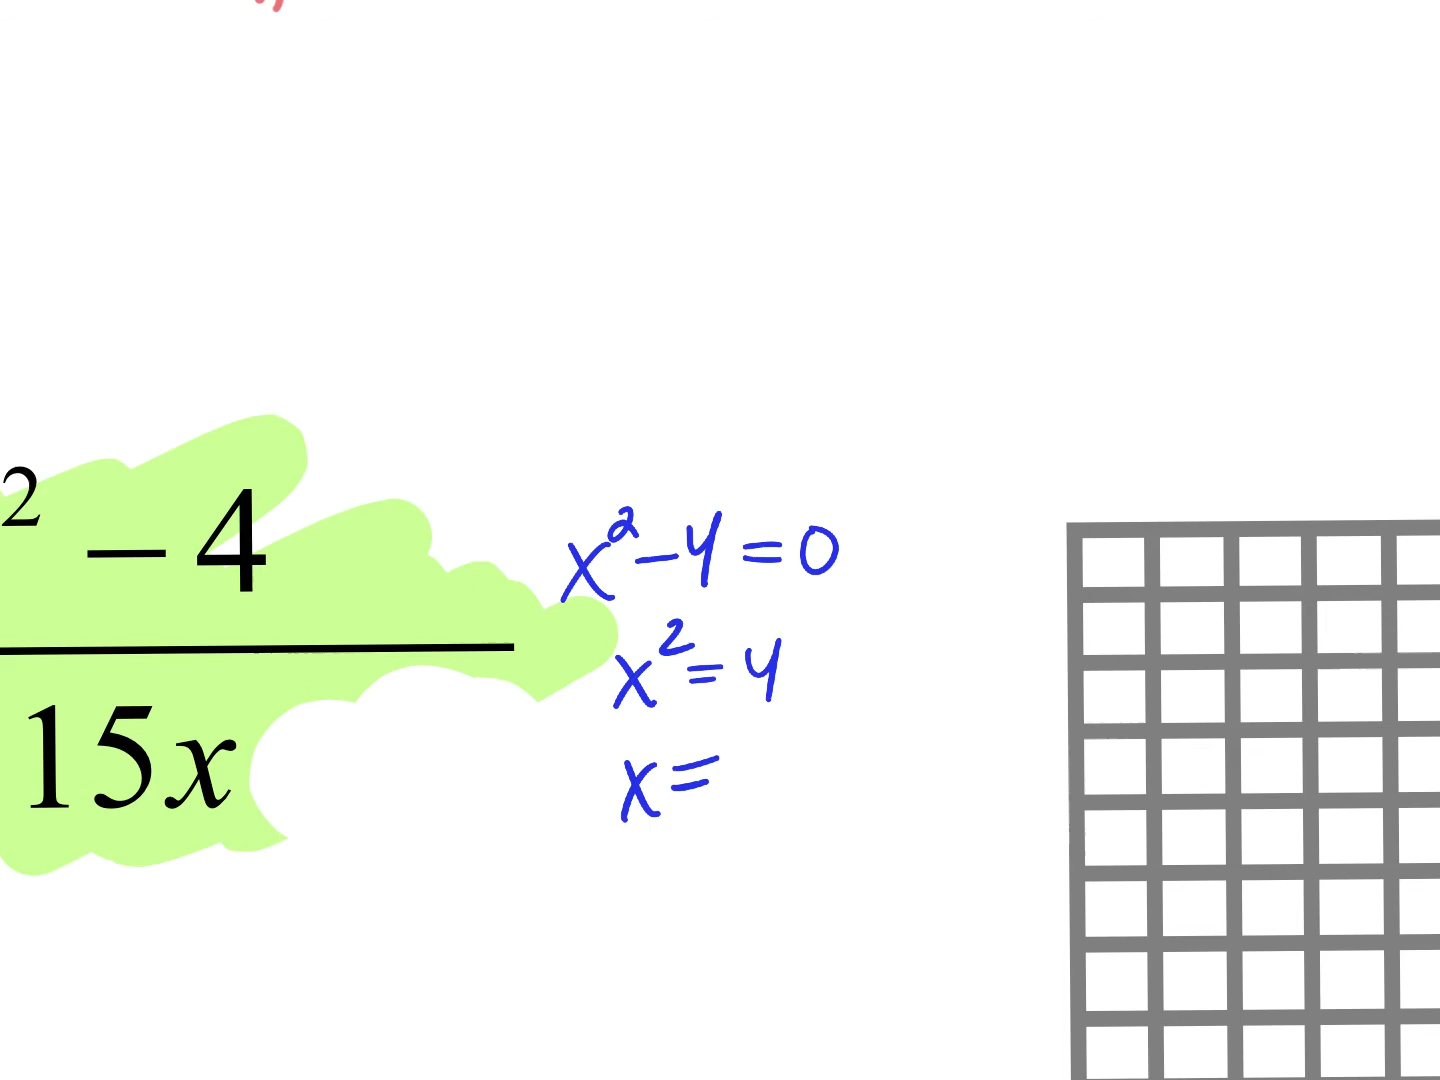 ² − 4
15x
x² − 4 = 0
x² = 4
x =